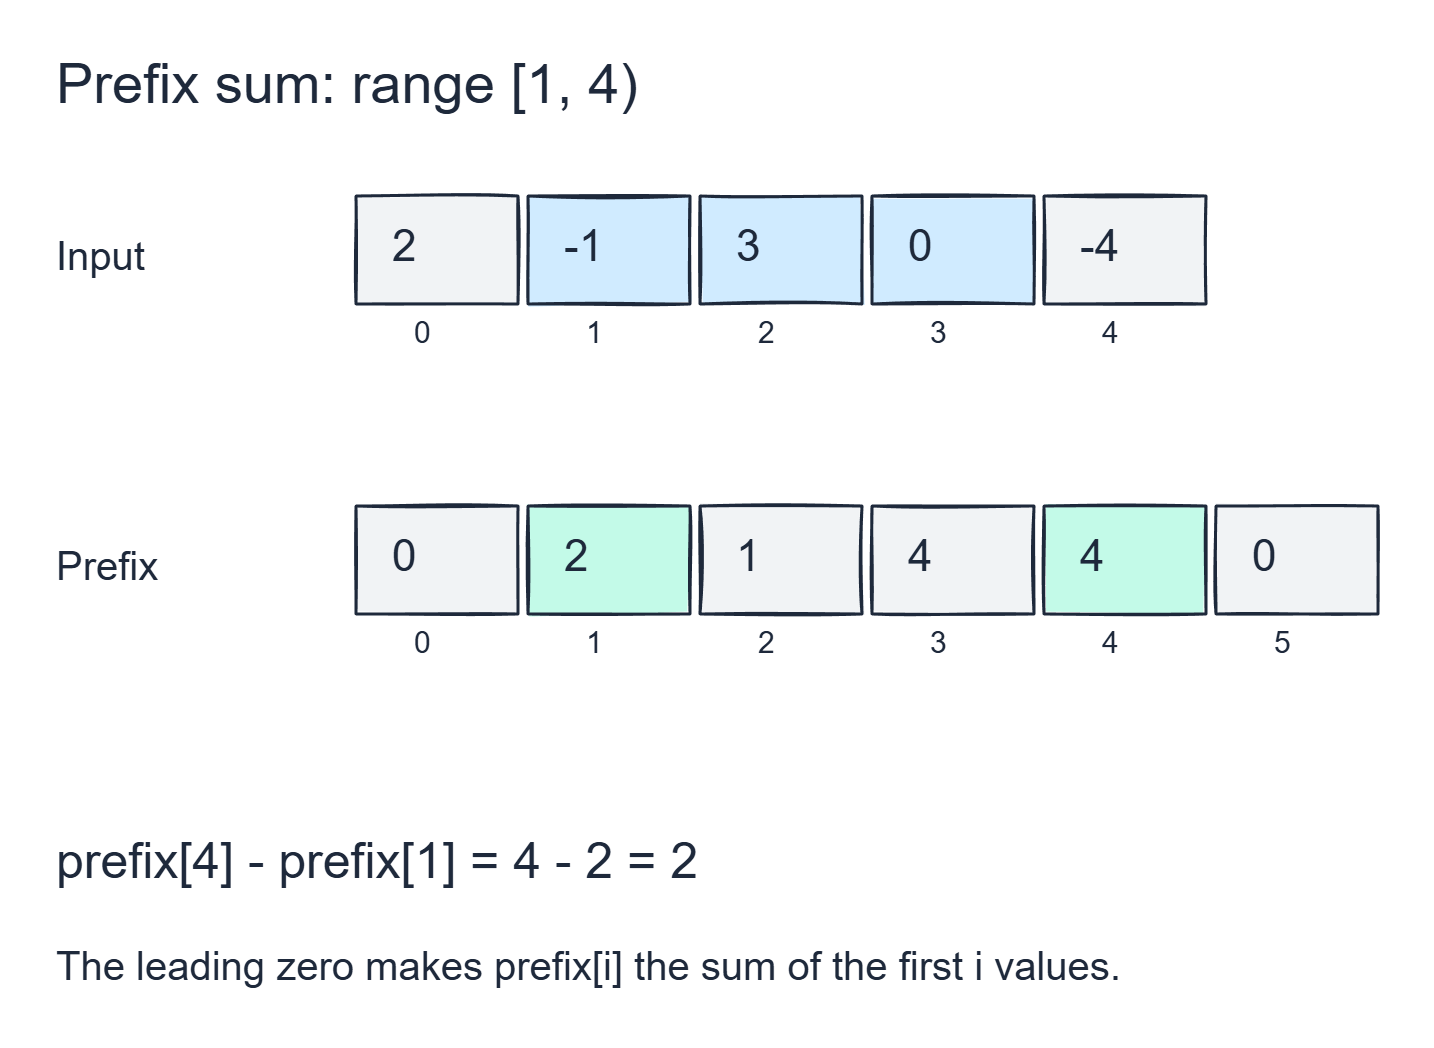 Prefix sum: range [1, 4)
Input
2 -1 3 0 -4
0 1 2 3 4
Prefix
0 2 1 4 4 0
0 1 2 3 4 5
prefix[4] - prefix[1] = 4 - 2 = 2
The leading zero makes prefix[i] the sum of the first i values.